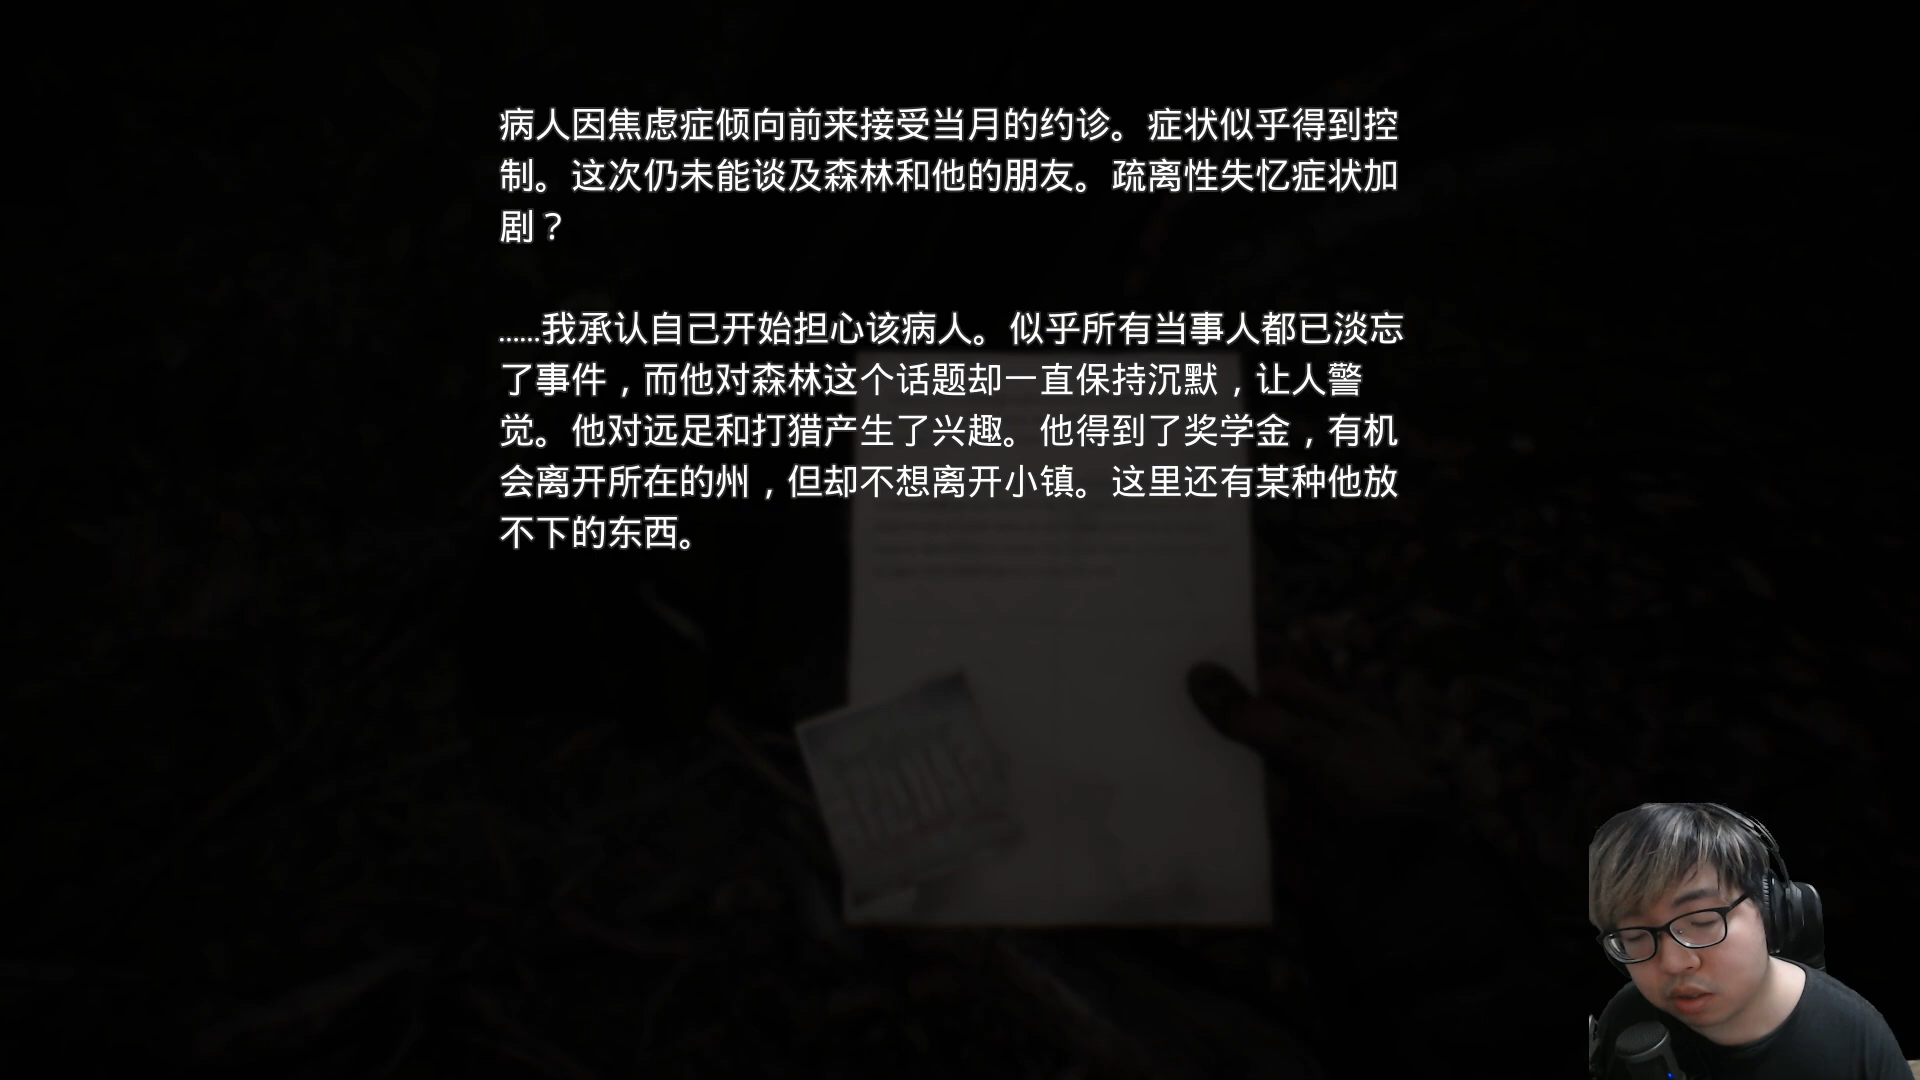 病人因焦虑症倾向前来接受当月的约诊。症状似乎得到控
制。这次仍未能谈及森林和他的朋友。疏离性失忆症状加
剧？
……我承认自己开始担心该病人。似乎所有当事人都已淡忘
了事件，而他对森林这个话题却一直保持沉默，让人警
觉。他对远足和打猎产生了兴趣。他得到了奖学金，有机
会离开所在的州，但却不想离开小镇。这里还有某种他放
不下的东西。